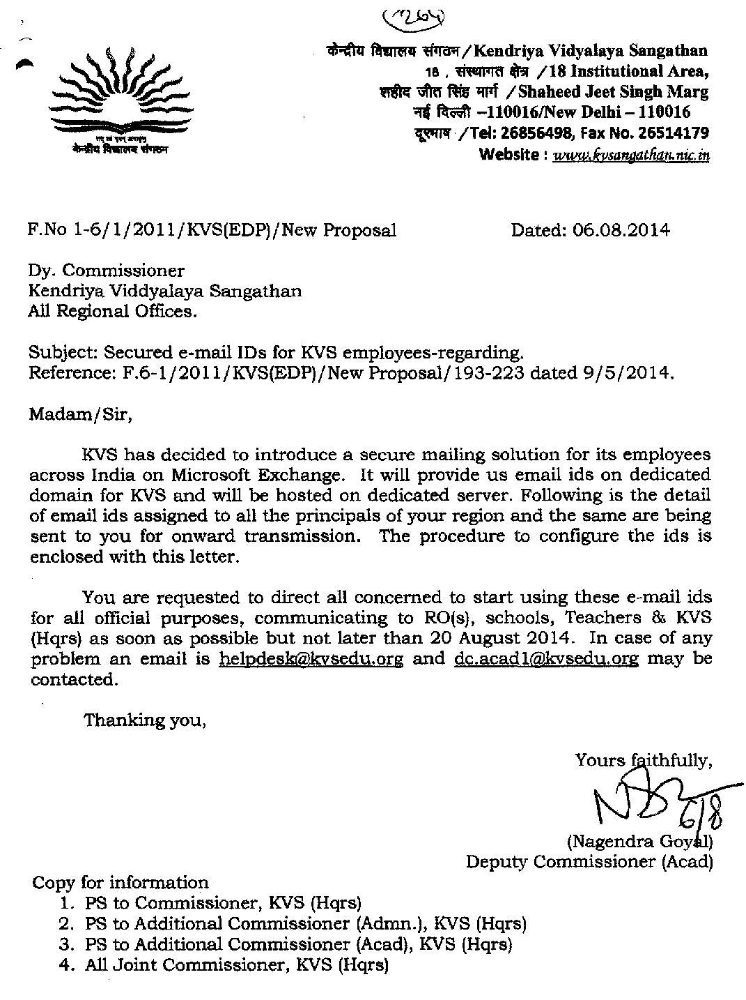 1264
केन्द्रीय विद्यालय संगठन/Kendriya Vidyalaya Sangathan
18 , संस्थागत क्षेत्र /18 Institutional Area,
शहीद जीत सिंह मार्ग /Shaheed Jeet Singh Marg
नई दिल्ली –110016/New Delhi – 110016
दूरभाष /Tel: 26856498, Fax No. 26514179
Website : www.kvsangathan.nic.in
केन्द्रीय विद्यालय संगठन
F.No 1-6/1/2011/KVS(EDP)/New Proposal Dated: 06.08.2014
Dy. Commissioner
Kendriya Viddyalaya Sangathan
All Regional Offices.
Subject: Secured e-mail IDs for KVS employees-regarding.
Reference: F.6-1/2011/KVS(EDP)/New Proposal/193-223 dated 9/5/2014.
Madam/Sir,
KVS has decided to introduce a secure mailing solution for its employees
across India on Microsoft Exchange. It will provide us email ids on dedicated
domain for KVS and will be hosted on dedicated server. Following is the detail
of email ids assigned to all the principals of your region and the same are being
sent to you for onward transmission. The procedure to configure the ids is
enclosed with this letter.
You are requested to direct all concerned to start using these e-mail ids
for all official purposes, communicating to RO(s), schools, Teachers & KVS
(Hqrs) as soon as possible but not later than 20 August 2014. In case of any
problem an email is helpdesk@kvsedu.org and dc.acad1@kvsedu.org may be
contacted.
Thanking you,
Yours faithfully,
6/8
(Nagendra Goyal)
Deputy Commissioner (Acad)
Copy for information
1. PS to Commissioner, KVS (Hqrs)
2. PS to Additional Commissioner (Admn.), KVS (Hqrs)
3. PS to Additional Commissioner (Acad), KVS (Hqrs)
4. All Joint Commissioner, KVS (Hqrs)